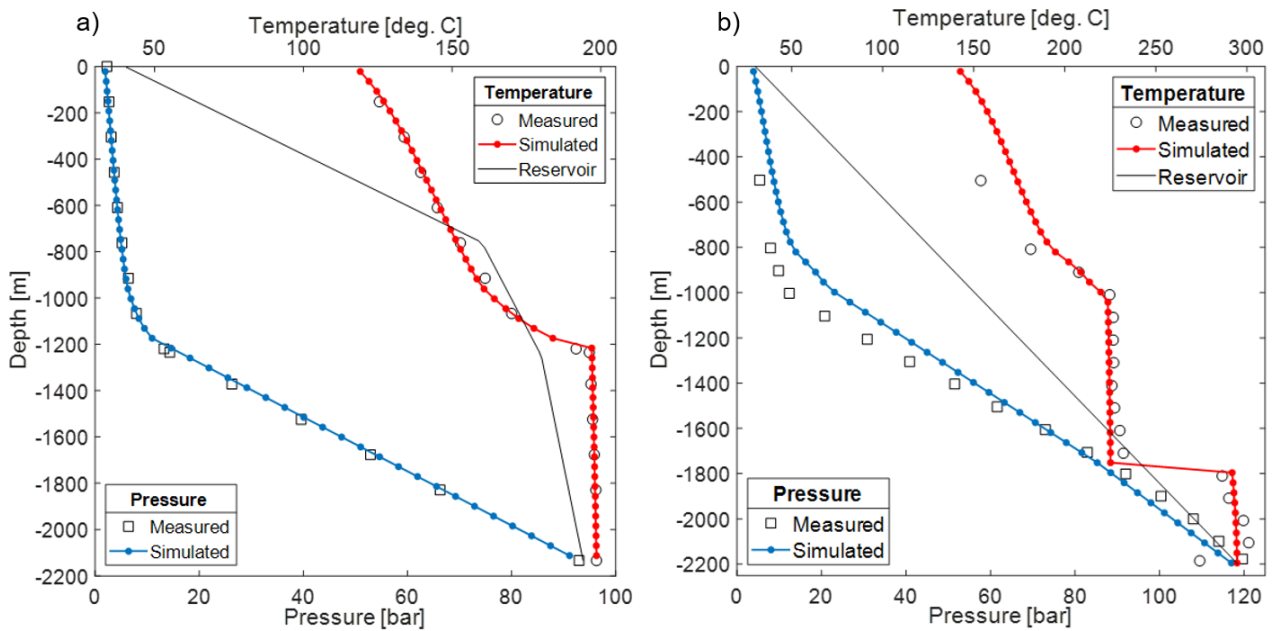 a)
Temperature [deg. C]
50 100 150 200
0
-200
-400
-600
-800
-1000
-1200
-1400
-1600
-1800
-2000
-2200
Depth [m]
Temperature
Measured
Simulated
Reservoir
Pressure
Measured
Simulated
0 20 40 60 80 100
Pressure [bar]
b)
Temperature [deg. C]
50 100 150 200 250 300
0
-200
-400
-600
-800
-1000
-1200
-1400
-1600
-1800
-2000
-2200
Depth [m]
Temperature
Measured
Simulated
Reservoir
Pressure
Measured
Simulated
0 20 40 60 80 100 120
Pressure [bar]